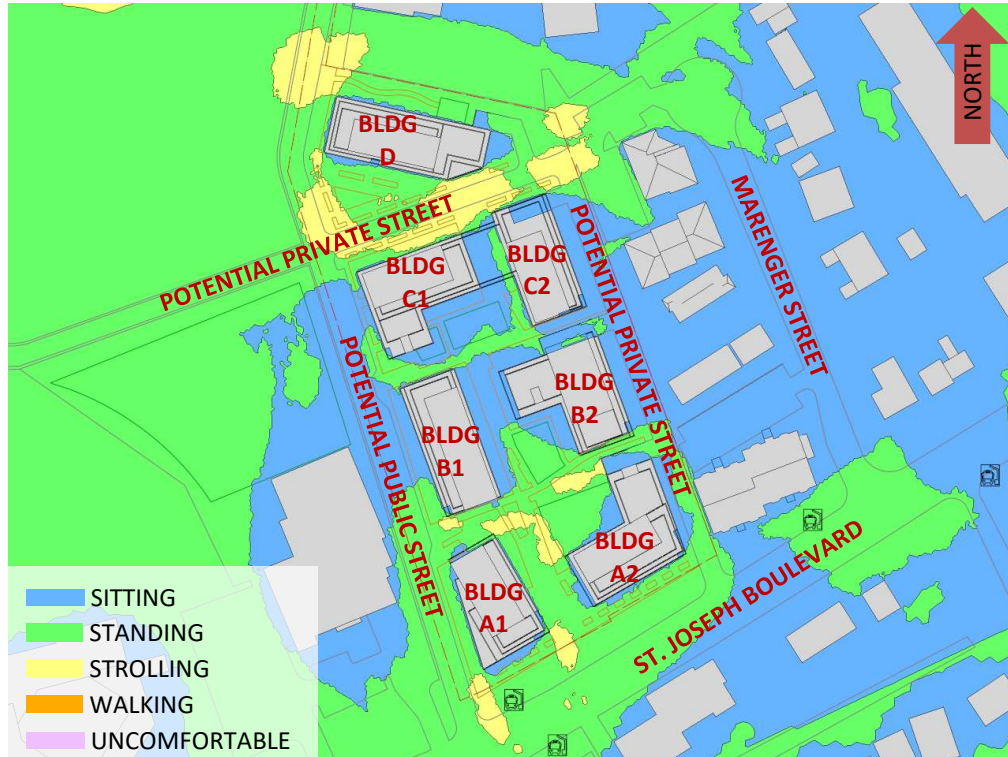 NORTH
BLDG
D
MARENGER STREET
POTENTIAL PRIVATE STREET
POTENTIAL PRIVATE STREET
BLDG
C1
BLDG
C2
POTENTIAL PUBLIC STREET
BLDG
B2
BLDG
B1
BLDG
A2
BLDG
A1
ST. JOSEPH BOULEVARD
SITTING
STANDING
STROLLING
WALKING
UNCOMFORTABLE